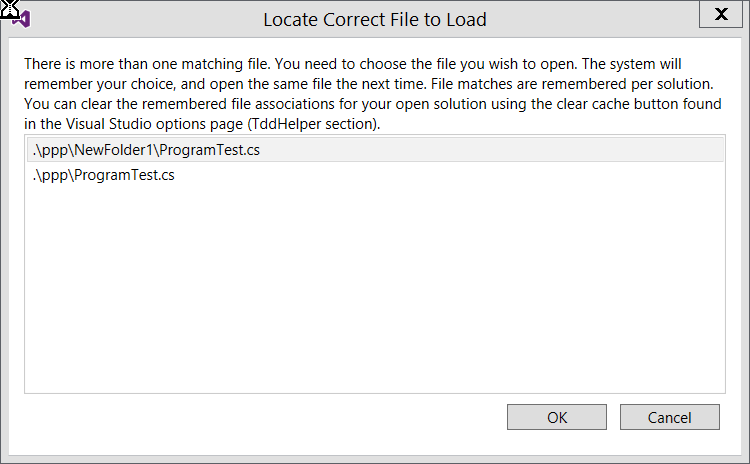 Locate Correct File to Load
X
There is more than one matching file. You need to choose the file you wish to open. The system will
remember your choice, and open the same file the next time. File matches are remembered per solution.
You can clear the remembered file associations for your open solution using the clear cache button found
in the Visual Studio options page (TddHelper section).
.\ppp\NewFolder1\ProgramTest.cs
.\ppp\ProgramTest.cs
OK
Cancel